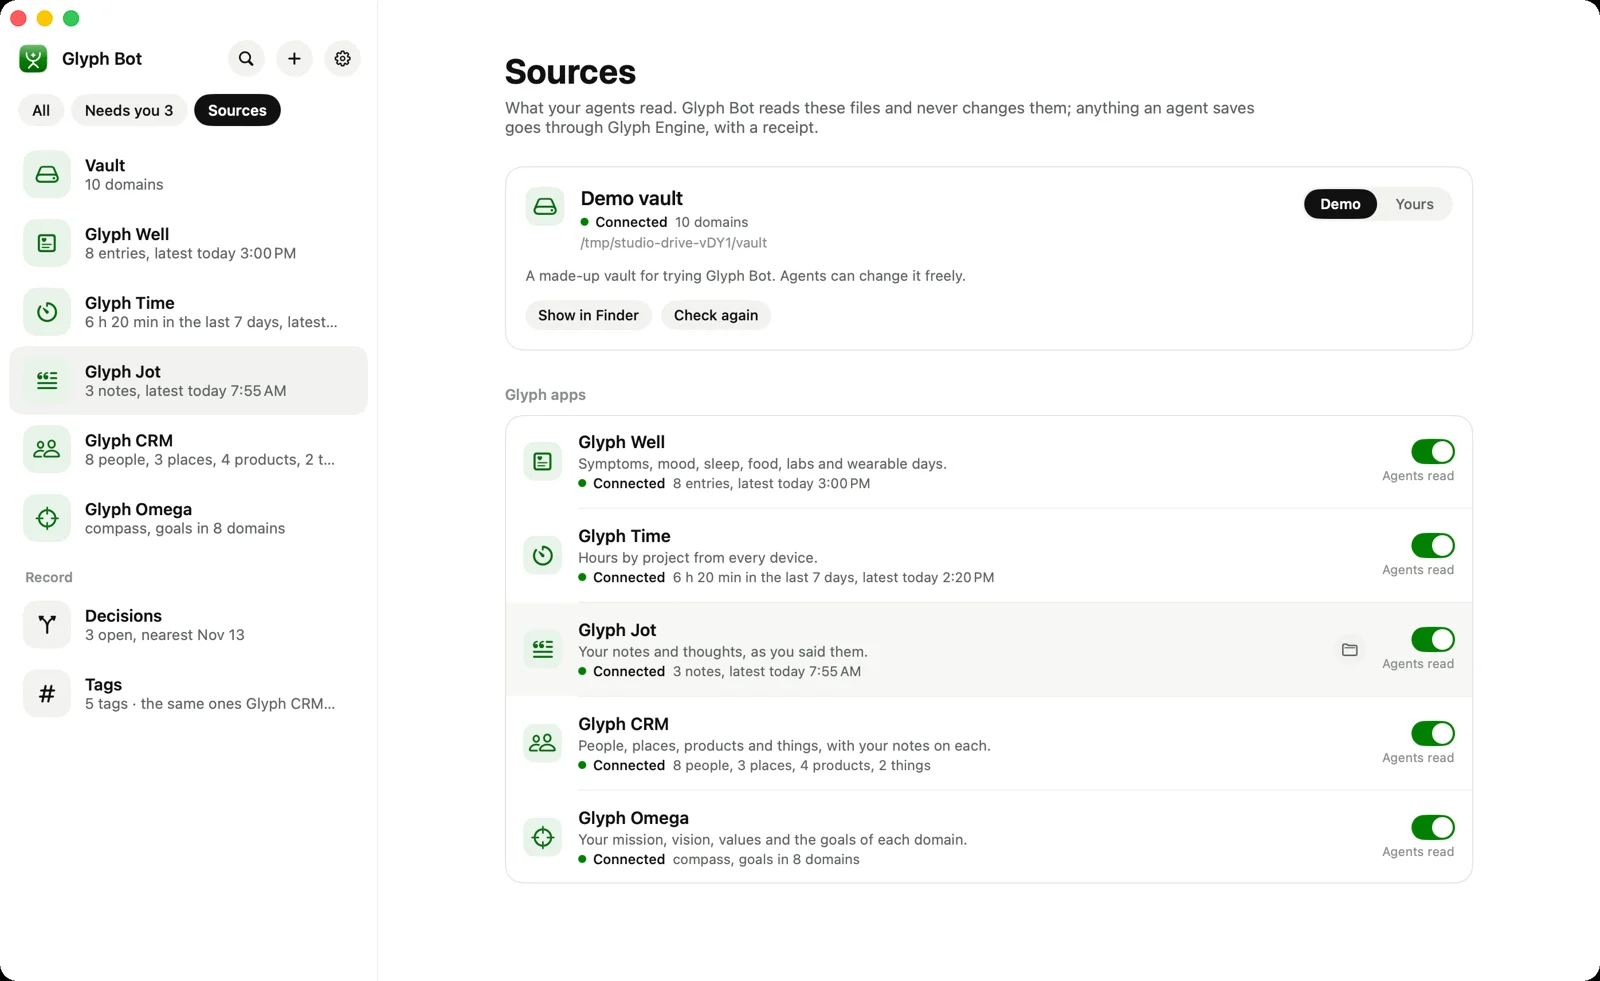 Glyph Bot
All
Needs you 3
Sources
Vault
10 domains
Glyph Well
8 entries, latest today 3:00 PM
Glyph Time
6 h 20 min in the last 7 days, latest...
Glyph Jot
3 notes, latest today 7:55 AM
Glyph CRM
8 people, 3 places, 4 products, 2 t...
Glyph Omega
compass, goals in 8 domains
Record
Decisions
3 open, nearest Nov 13
Tags
5 tags · the same ones Glyph CRM...
Sources
What your agents read. Glyph Bot reads these files and never changes them; anything an agent saves
goes through Glyph Engine, with a receipt.
Demo vault
Connected 10 domains
/tmp/studio-drive-vDY1/vault
Demo
Yours
A made-up vault for trying Glyph Bot. Agents can change it freely.
Show in Finder
Check again
Glyph apps
Glyph Well
Symptoms, mood, sleep, food, labs and wearable days.
Connected 8 entries, latest today 3:00 PM
Agents read
Glyph Time
Hours by project from every device.
Connected 6 h 20 min in the last 7 days, latest today 2:20 PM
Agents read
Glyph Jot
Your notes and thoughts, as you said them.
Connected 3 notes, latest today 7:55 AM
Agents read
Glyph CRM
People, places, products and things, with your notes on each.
Connected 8 people, 3 places, 4 products, 2 things
Agents read
Glyph Omega
Your mission, vision, values and the goals of each domain.
Connected compass, goals in 8 domains
Agents read